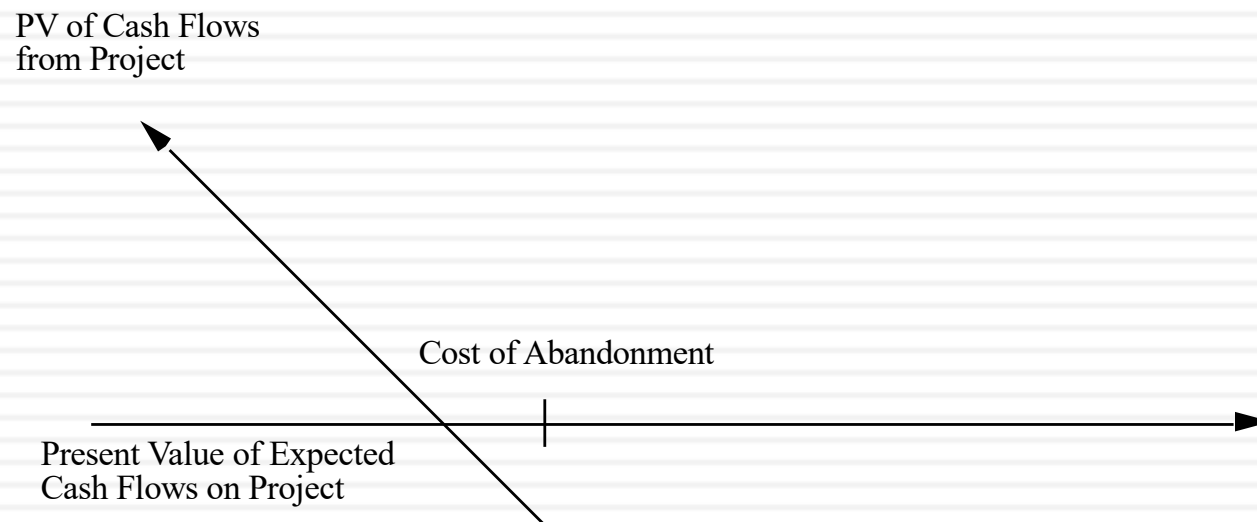 PV of Cash Flows
from Project
Cost of Abandonment
Present Value of Expected
Cash Flows on Project